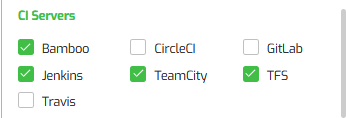 CI Servers
Bamboo CircleCI GitLab
Jenkins TeamCity TFS
Travis